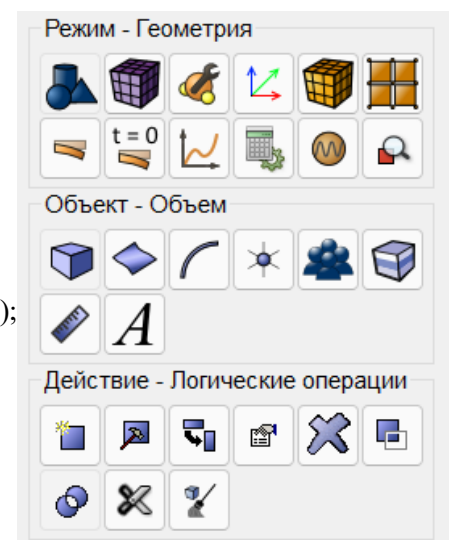 Режим - Геометрия
t = 0
Объект - Объем
);
A
Действие - Логические операции